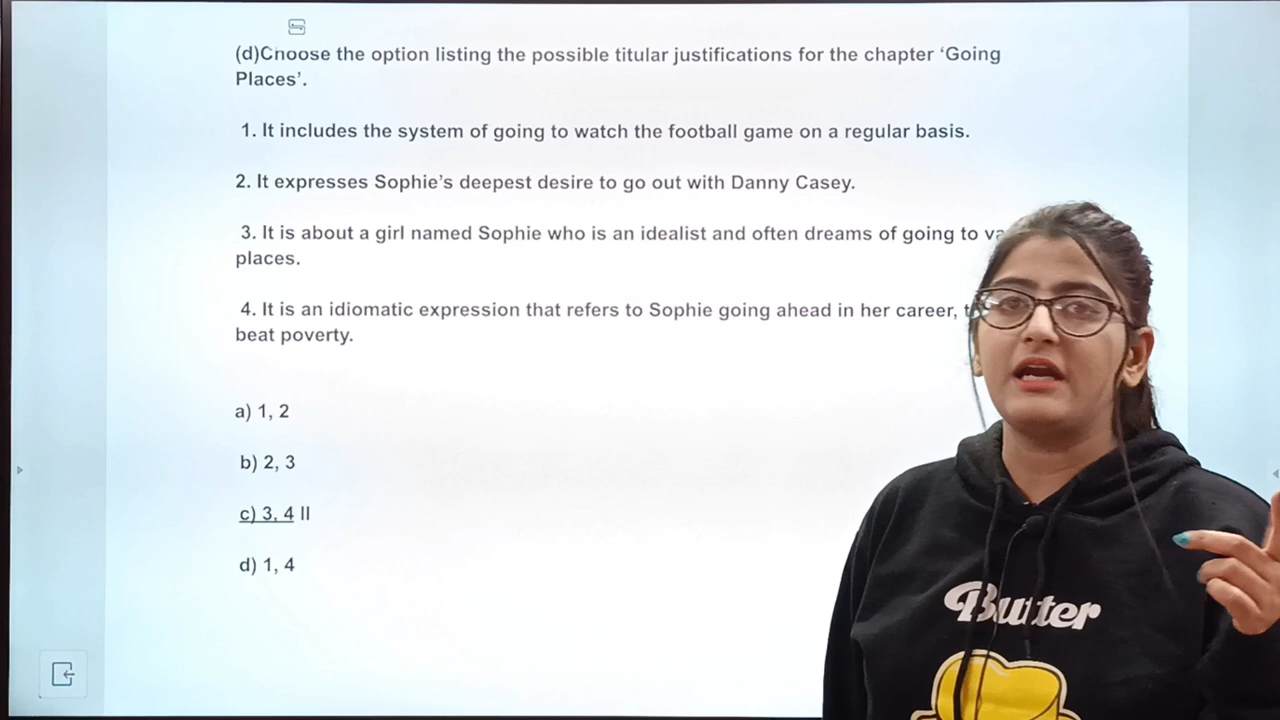 (d)Cnoose the option listing the possible titular justifications for the chapter ‘Going
Places’.
1. It includes the system of going to watch the football game on a regular basis.
2. It expresses Sophie’s deepest desire to go out with Danny Casey.
3. It is about a girl named Sophie who is an idealist and often dreams of going to
places.
4. It is an idiomatic expression that refers to Sophie going ahead in her career,
beat poverty.
a) 1, 2
b) 2, 3
c) 3, 4 II
d) 1, 4
Butter